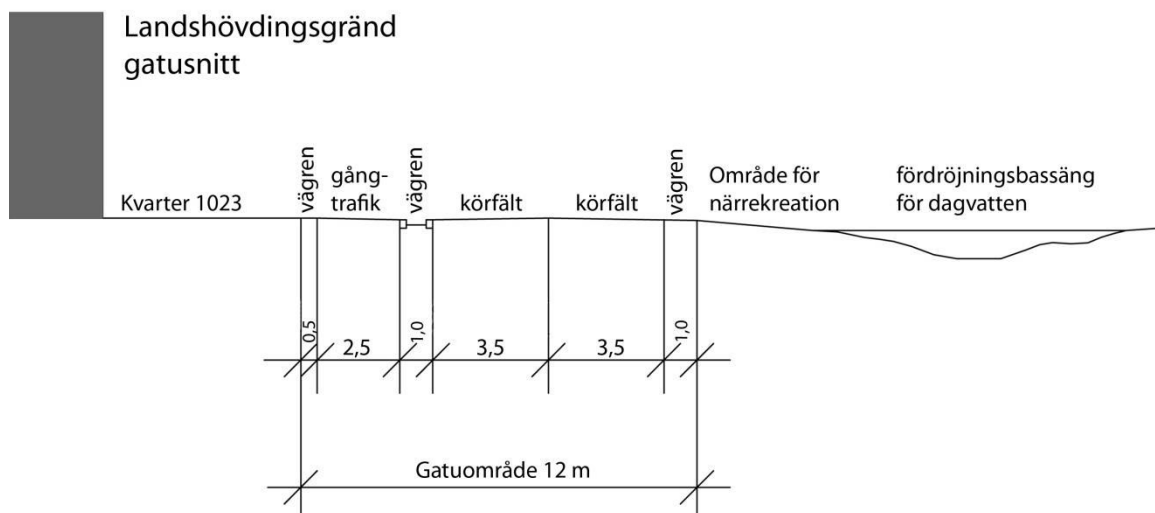 Landshövdingsgränd
gatusnitt
Kvarter 1023
vägren
gång-
trafik
vägren
körfält
körfält
vägren
Område för
närrekreation
fördröjningsbassäng
för dagvatten
0,5
2,5
1,0
3,5
3,5
1,0
Gatuområde 12 m